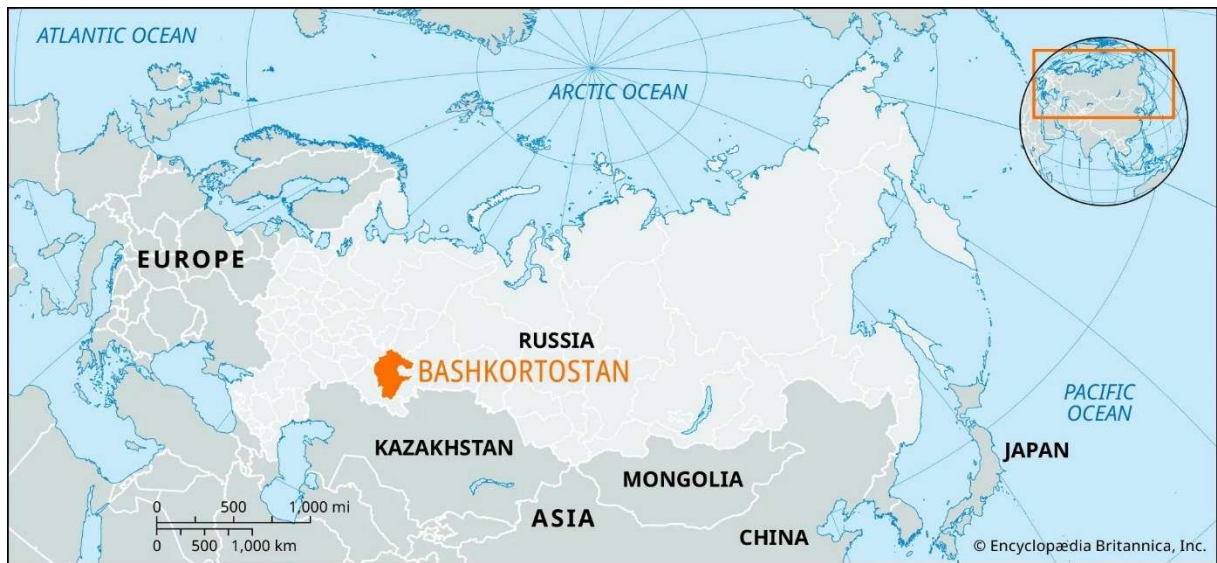 ATLANTIC OCEAN
ARCTIC OCEAN
EUROPE
RUSSIA
BASHKORTOSTAN
PACIFIC
OCEAN
KAZAKHSTAN
JAPAN
MONGOLIA
0 500 1,000 mi
0 500 1,000 km
ASIA
CHINA
© Encyclopædia Britannica, Inc.